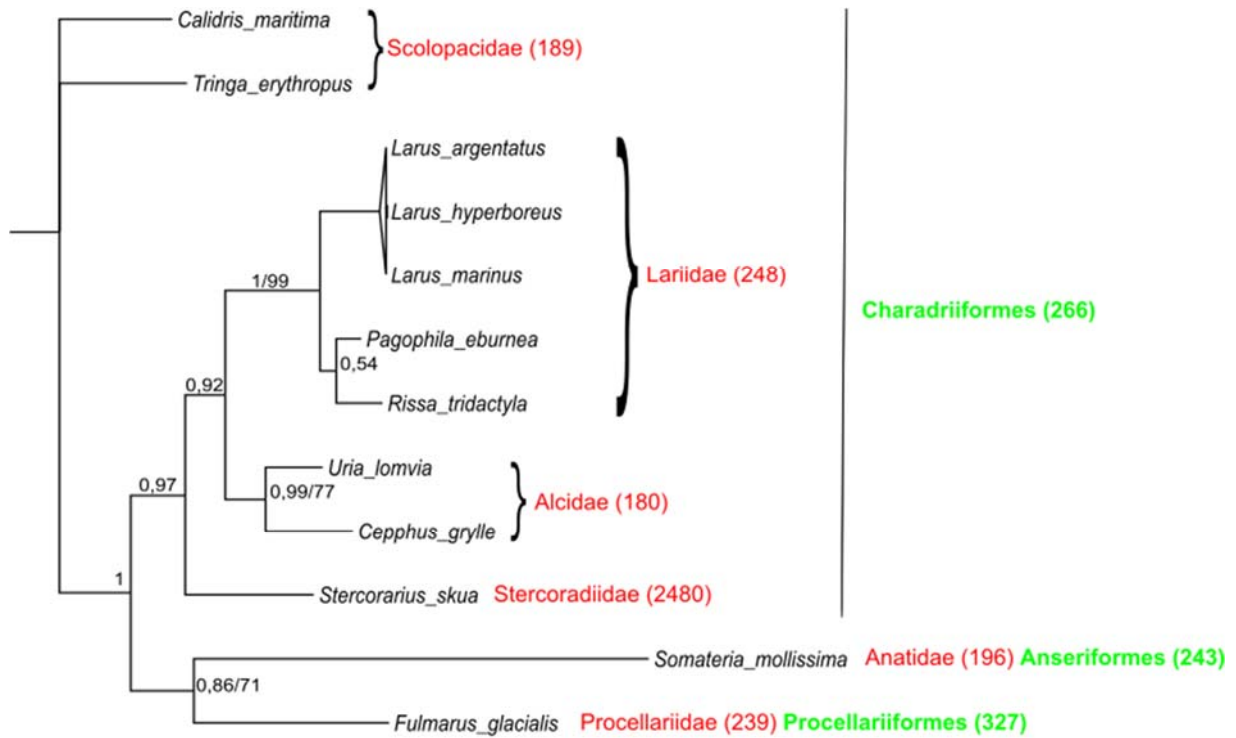 Calidris_maritima
Scolopacidae (189)
Tringa_erythropus
Larus_argentatus
Larus_hyperboreus
1/99
Larus_marinus
Lariidae (248)
Charadriiformes (266)
Pagophila_eburnea
0,54
0,92
Rissa_tridactyla
Uria_lomvia
0,97
0,99/77
Alcidae (180)
Cepphus_grylle
1
Stercorarius_skua Stercoradiidae (2480)
Somateria_mollissima Anatidae (196) Anseriformes (243)
0,86/71
Fulmarus_glacialis Procellariidae (239) Procellariiformes (327)